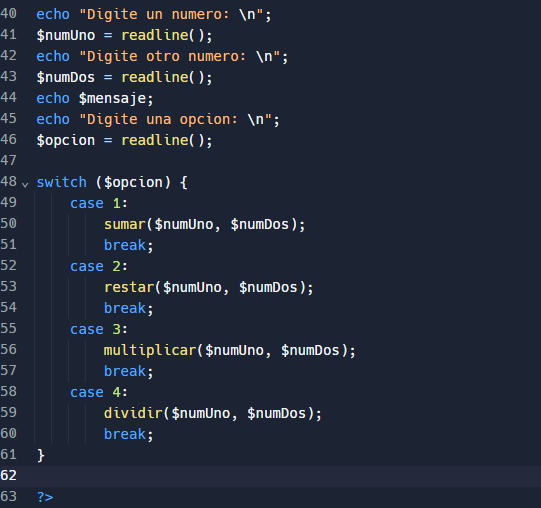 40 echo "Digite un numero: \n";
41 $numUno = readline();
42 echo "Digite otro numero: \n";
43 $numDos = readline();
44 echo $mensaje;
45 echo "Digite una opcion: \n";
46 $opcion = readline();
47
48 switch ($opcion) {
49     case 1:
50         sumar($numUno, $numDos);
51         break;
52     case 2:
53         restar($numUno, $numDos);
54         break;
55     case 3:
56         multiplicar($numUno, $numDos);
57         break;
58     case 4:
59         dividir($numUno, $numDos);
60         break;
61 }
62
63 ?>